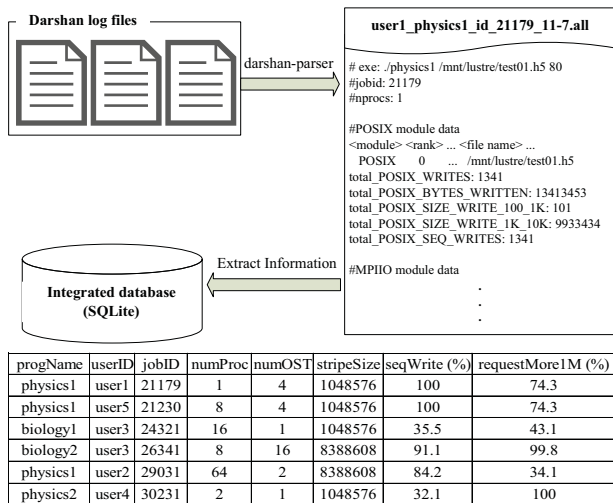 Darshan log files
darshan-parser
user1_physics1_id_21179_11-7.all
# exe: ./physics1 /mnt/lustre/test01.h5 80
#jobid: 21179
#nprocs: 1
#POSIX module data
<module> <rank> ... <file name> ...
POSIX 0 ... /mnt/lustre/test01.h5
total_POSIX_WRITES: 1341
total_POSIX_BYTES_WRITTEN: 13413453
total_POSIX_SIZE_WRITE_100_1K: 101
total_POSIX_SIZE_WRITE_1K_10K: 9933434
total_POSIX_SEQ_WRITES: 1341
#MPIIO module data
.
.
.
Extract Information
Integrated database
(SQLite)
progName userID jobID numProc numOST stripeSize seqWrite (%) requestMore1M (%)
physics1 user1 21179 1 4 1048576 100 74.3
physics1 user5 21230 8 4 1048576 100 74.3
biology1 user3 24321 16 1 1048576 35.5 43.1
biology2 user3 26341 8 16 8388608 91.1 99.8
physics1 user2 29031 64 2 8388608 84.2 34.1
physics2 user4 30231 2 1 1048576 32.1 100